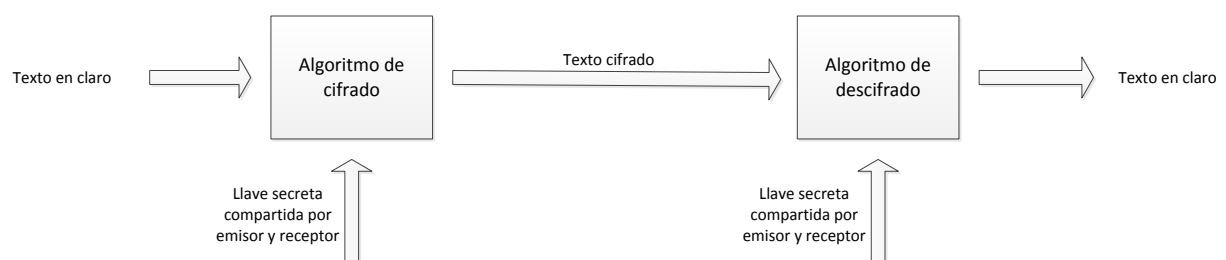 Texto en claro
Algoritmo de
cifrado
Texto cifrado
Algoritmo de
descifrado
Texto en claro
Llave secreta
compartida por
emisor y receptor
Llave secreta
compartida por
emisor y receptor